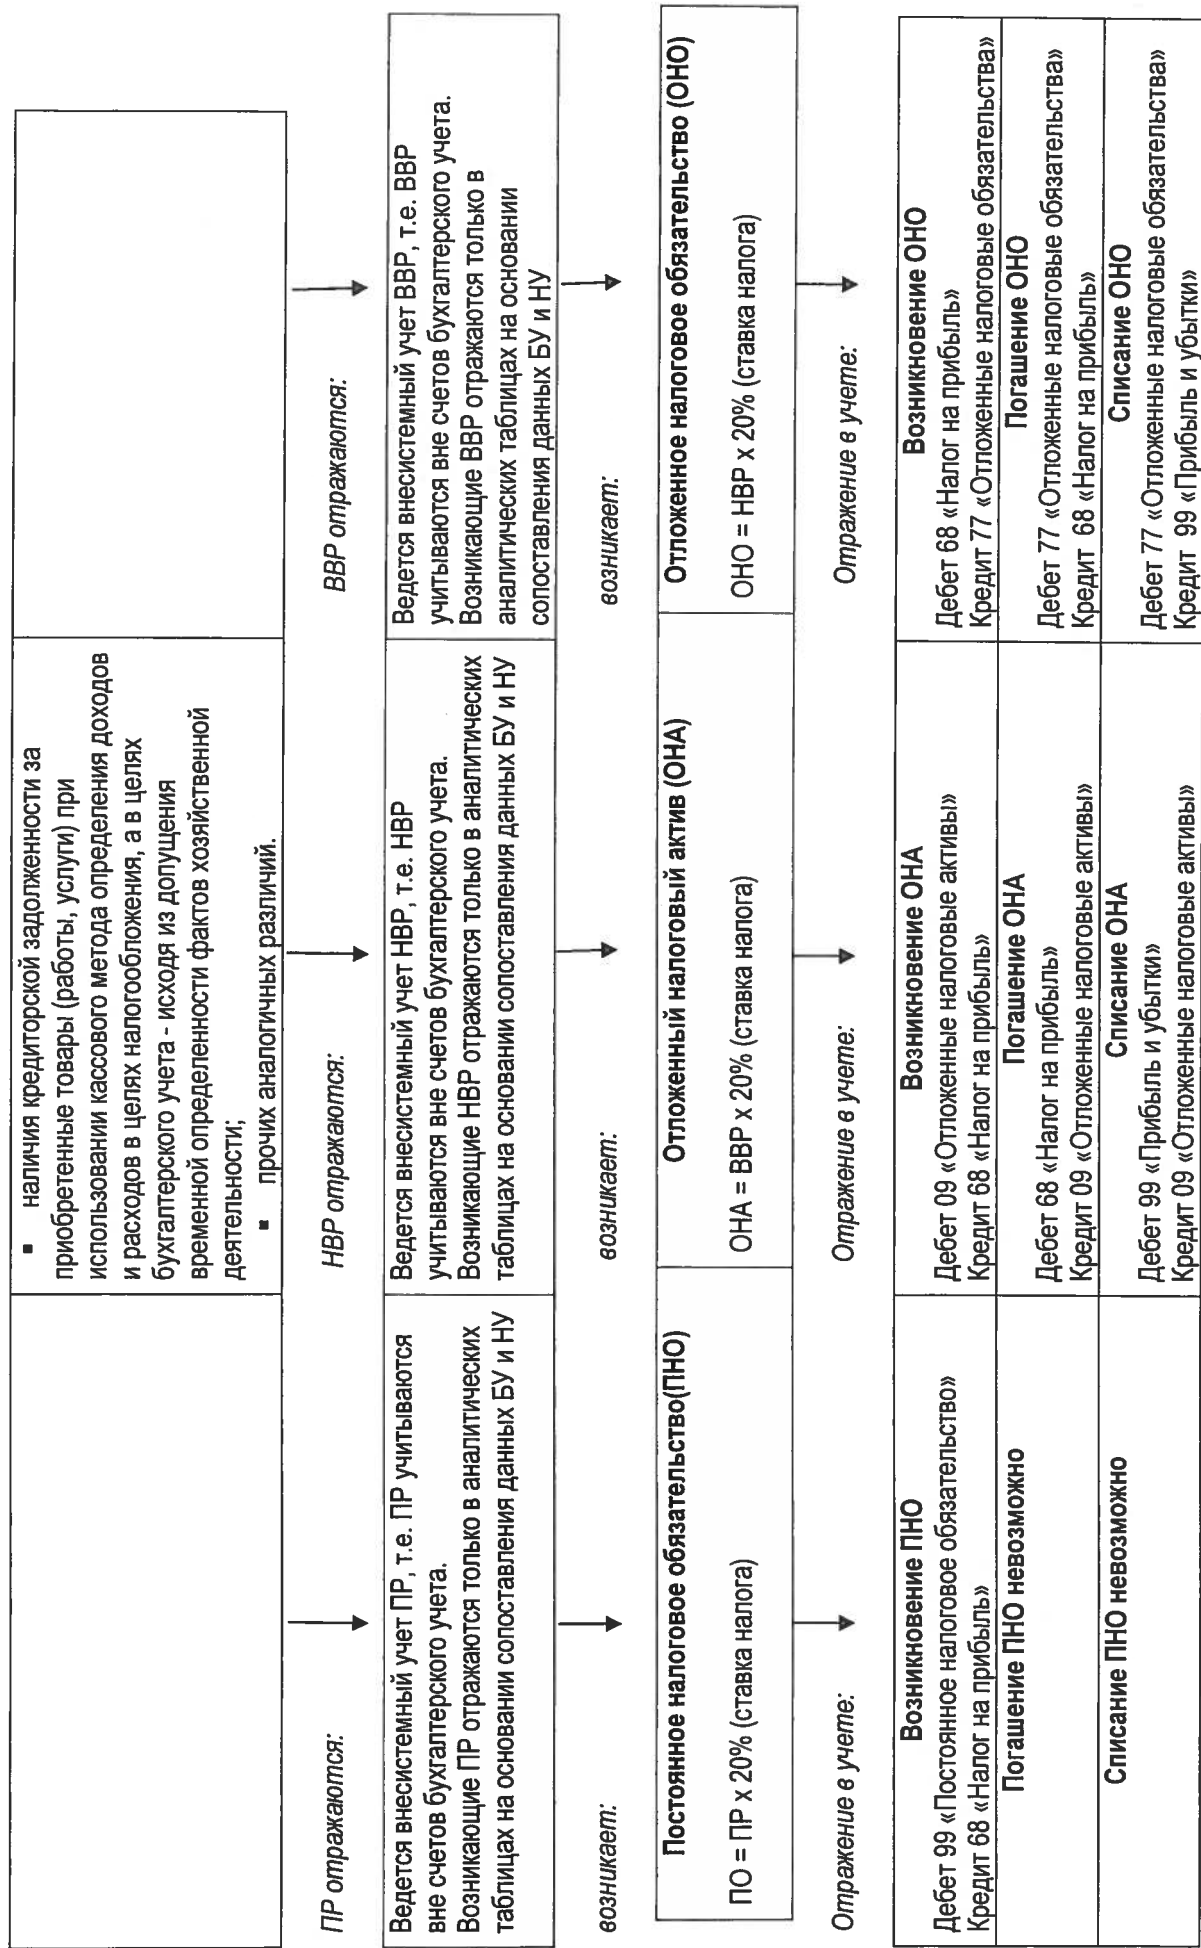 ▪ наличия кредиторской задолженности за
приобретенные товары (работы, услуги) при
использовании кассового метода определения доходов
и расходов в целях налогообложения, а в целях
бухгалтерского учета - исходя из допущения
временной определенности фактов хозяйственной
деятельности;
▪ прочих аналогичных различий.
ПР отражаются:
НВР отражаются:
ВВР отражаются:
Ведется внесистемный учет ПР, т.е. ПР учитываются
вне счетов бухгалтерского учета.
Возникающие ПР отражаются только в аналитических
таблицах на основании сопоставления данных БУ и НУ
Ведется внесистемный учет НВР, т.е. НВР
учитываются вне счетов бухгалтерского учета.
Возникающие НВР отражаются только в аналитических
таблицах на основании сопоставления данных БУ и НУ
Ведется внесистемный учет ВВР, т.е. ВВР
учитываются вне счетов бухгалтерского учета.
Возникающие ВВР отражаются только в
аналитических таблицах на основании
сопоставления данных БУ и НУ
возникает:
возникает:
возникает:
Постоянное налоговое обязательство(ПНО)
ПО = ПР х 20% (ставка налога)
Отложенный налоговый актив (ОНА)
ОНА = ВВР х 20% (ставка налога)
Отложенное налоговое обязательство (ОНО)
ОНО = НВР х 20% (ставка налога)
Отражение в учете:
Отражение в учете:
Отражение в учете:
Возникновение ПНО
Дебет 99 «Постоянное налоговое обязательство»
Кредит 68 «Налог на прибыль»
Возникновение ОНА
Дебет 09 «Отложенные налоговые активы»
Кредит 68 «Налог на прибыль»
Возникновение ОНО
Дебет 68 «Налог на прибыль»
Кредит 77 «Отложенные налоговые обязательства»
Погашение ПНО невозможно
Погашение ОНА
Дебет 68 «Налог на прибыль»
Кредит 09 «Отложенные налоговые активы»
Погашение ОНО
Дебет 77 «Отложенные налоговые обязательства»
Кредит 68 «Налог на прибыль»
Списание ПНО невозможно
Списание ОНА
Дебет 99 «Прибыль и убытки»
Кредит 09 «Отложенные налоговые активы»
Списание ОНО
Дебет 77 «Отложенные налоговые обязательства»
Кредит 99 «Прибыль и убытки»